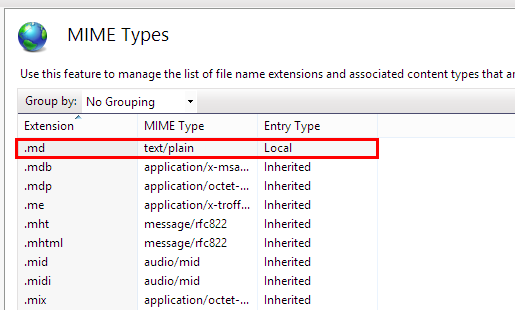 MIME Types
Use this feature to manage the list of file name extensions and associated content types that ar
Group by: No Grouping
Extension MIME Type Entry Type
.md text/plain Local
.mdb application/x-msa... Inherited
.mdp application/octet-... Inherited
.me application/x-troff... Inherited
.mht message/rfc822 Inherited
.mhtml message/rfc822 Inherited
.mid audio/mid Inherited
.midi audio/mid Inherited
.mix application/octet-... Inherited